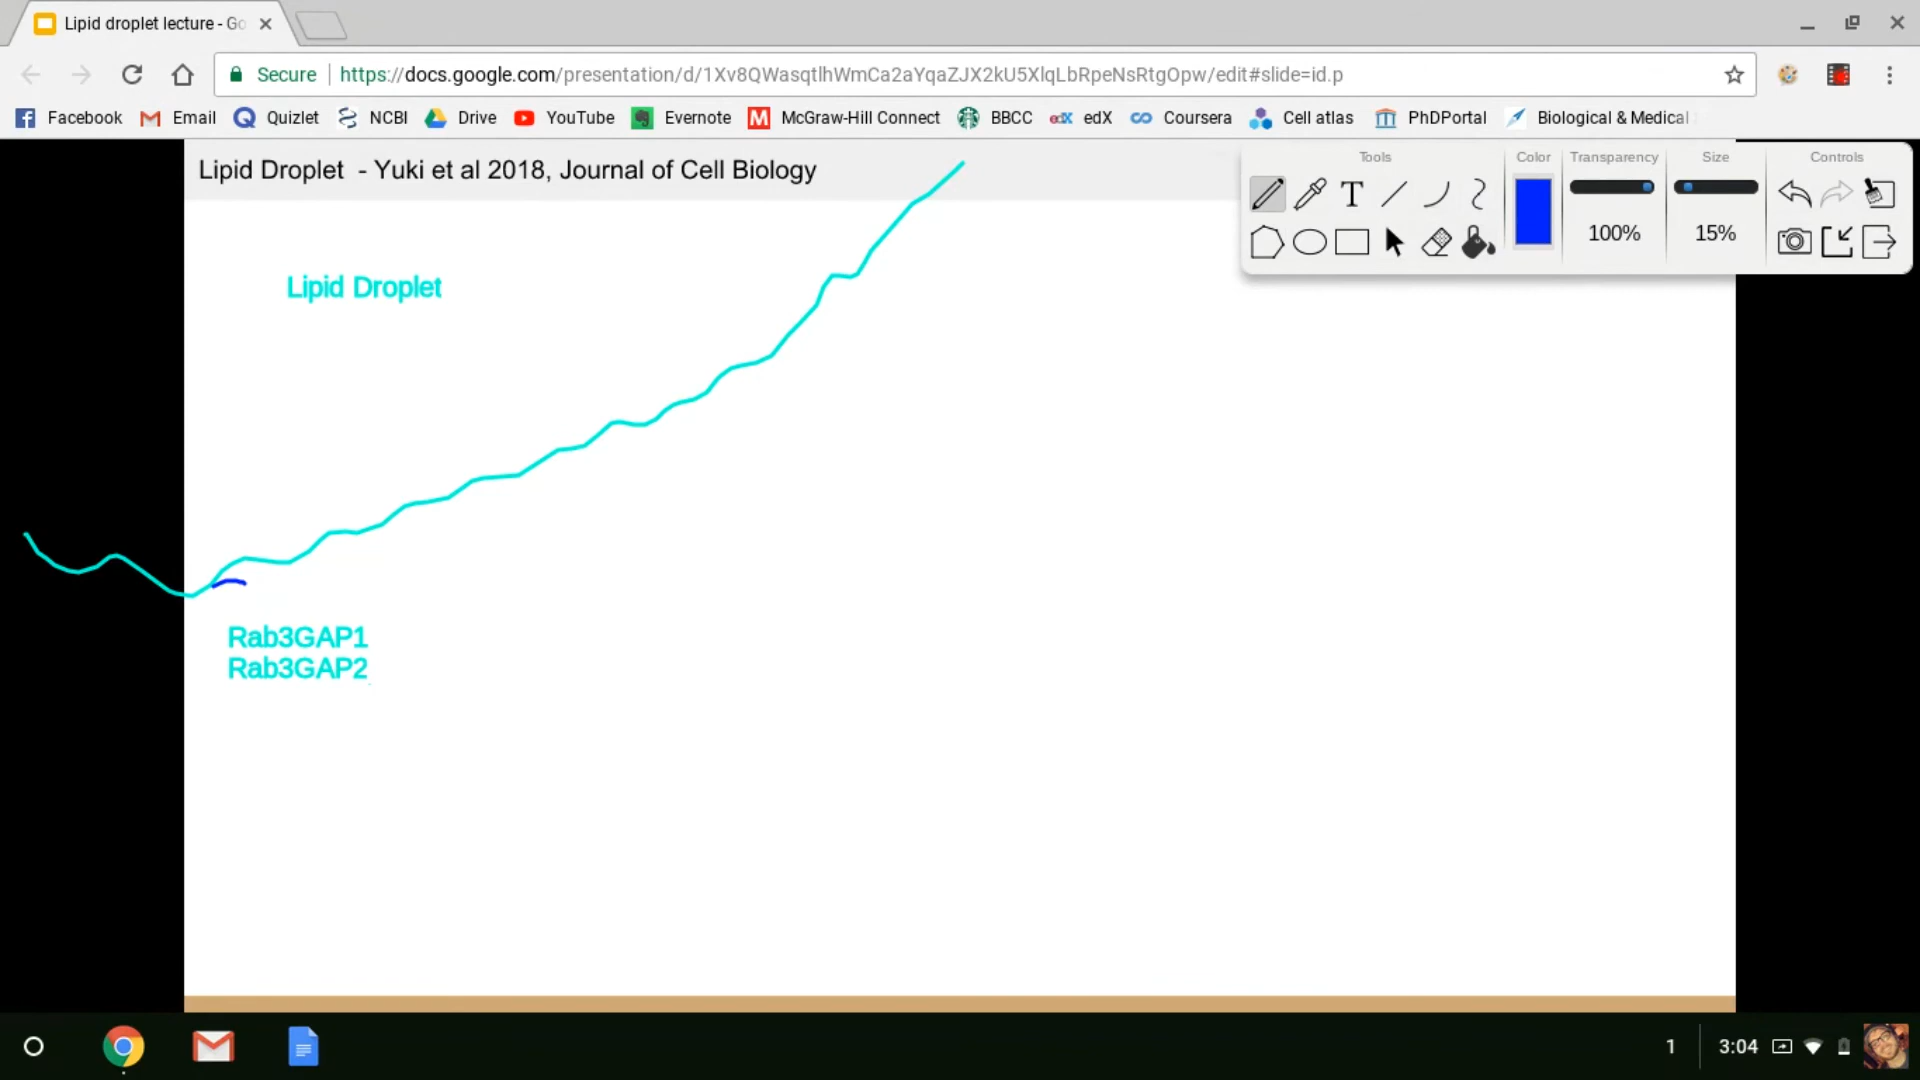 Lipid droplet lecture - Go
Secure
https://docs.google.com/presentation/d/1Xv8QWasqtlhWmCa2aYqaZJX2kU5XlqLbRpeNsRtgOpw/edit#slide=id.p
Facebook Email Quizlet NCBI Drive YouTube Evernote McGraw-Hill Connect BBCC edX Coursera Cell atlas PhDPortal Biological & Medical
Lipid Droplet - Yuki et al 2018, Journal of Cell Biology
Tools Color Transparency Size Controls
100% 15%
Lipid Droplet
Rab3GAP1
Rab3GAP2
1 3:04